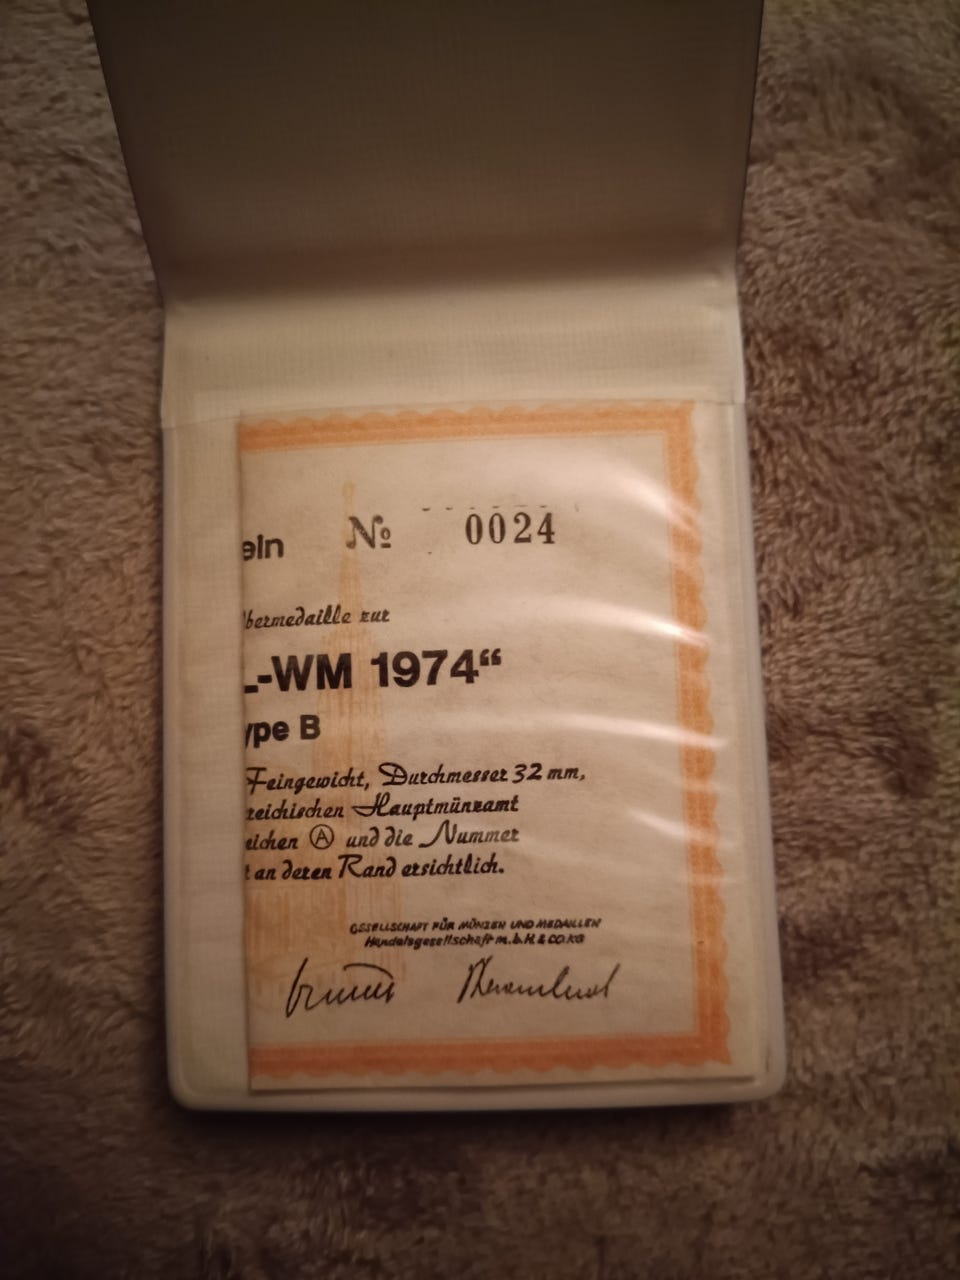 ein № 0024
bermedaille zur
L-WM 1974“
ype B
Feingewicht, Durchmesser 32 mm,
reichischen Hauptmünzamt
eichen Ⓐ und die Nummer
t an deren Rand ersichtlich.
GESELLSCHAFT FÜR MÜNZEN UND MEDAILLEN
Handelsgesellschaft m.b.H. & CO.KG